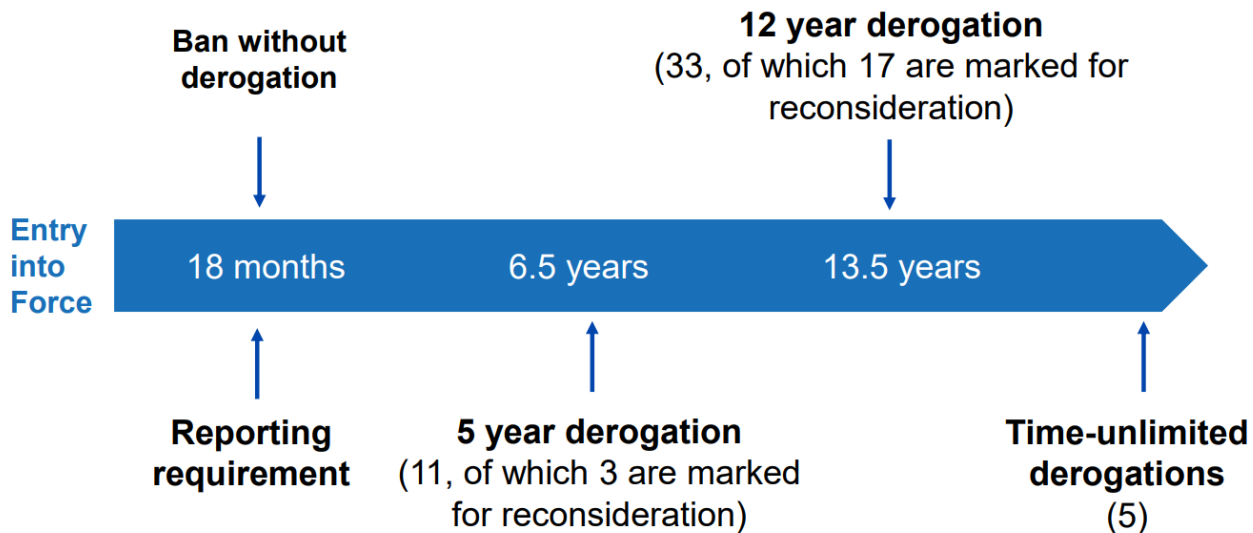 Ban without
derogation
12 year derogation
(33, of which 17 are marked for
reconsideration)
Entry
into
Force
18 months
6.5 years
13.5 years
Reporting
requirement
5 year derogation
(11, of which 3 are marked
for reconsideration)
Time-unlimited
derogations
(5)